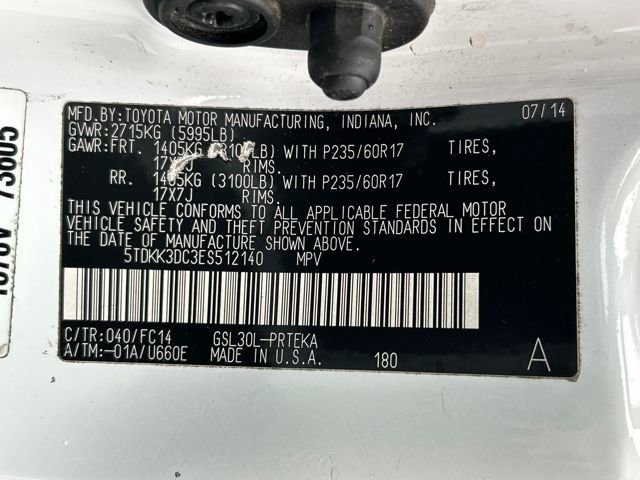 MFD.BY:TOYOTA MOTOR MANUFACTURING, INDIANA, INC. 07/14
GVWR:2715KG (5995LB)
GAWR:FRT. 1405KG (3100LB) WITH P235/60R17 TIRES,
17X7J RIMS.
RR. 1405KG (3100LB) WITH P235/60R17 TIRES,
17X7J RIMS.
THIS VEHICLE CONFORMS TO ALL APPLICABLE FEDERAL MOTOR
VEHICLE SAFETY AND THEFT PREVENTION STANDARDS IN EFFECT ON
THE DATE OF MANUFACTURE SHOWN ABOVE.
5TDKK3DC3ES512140 MPV
C/TR:040/FC14 GSL30L-PRTEKA
A/TM:-01A/U660E MADE IN U.S.A. 180 A
73605